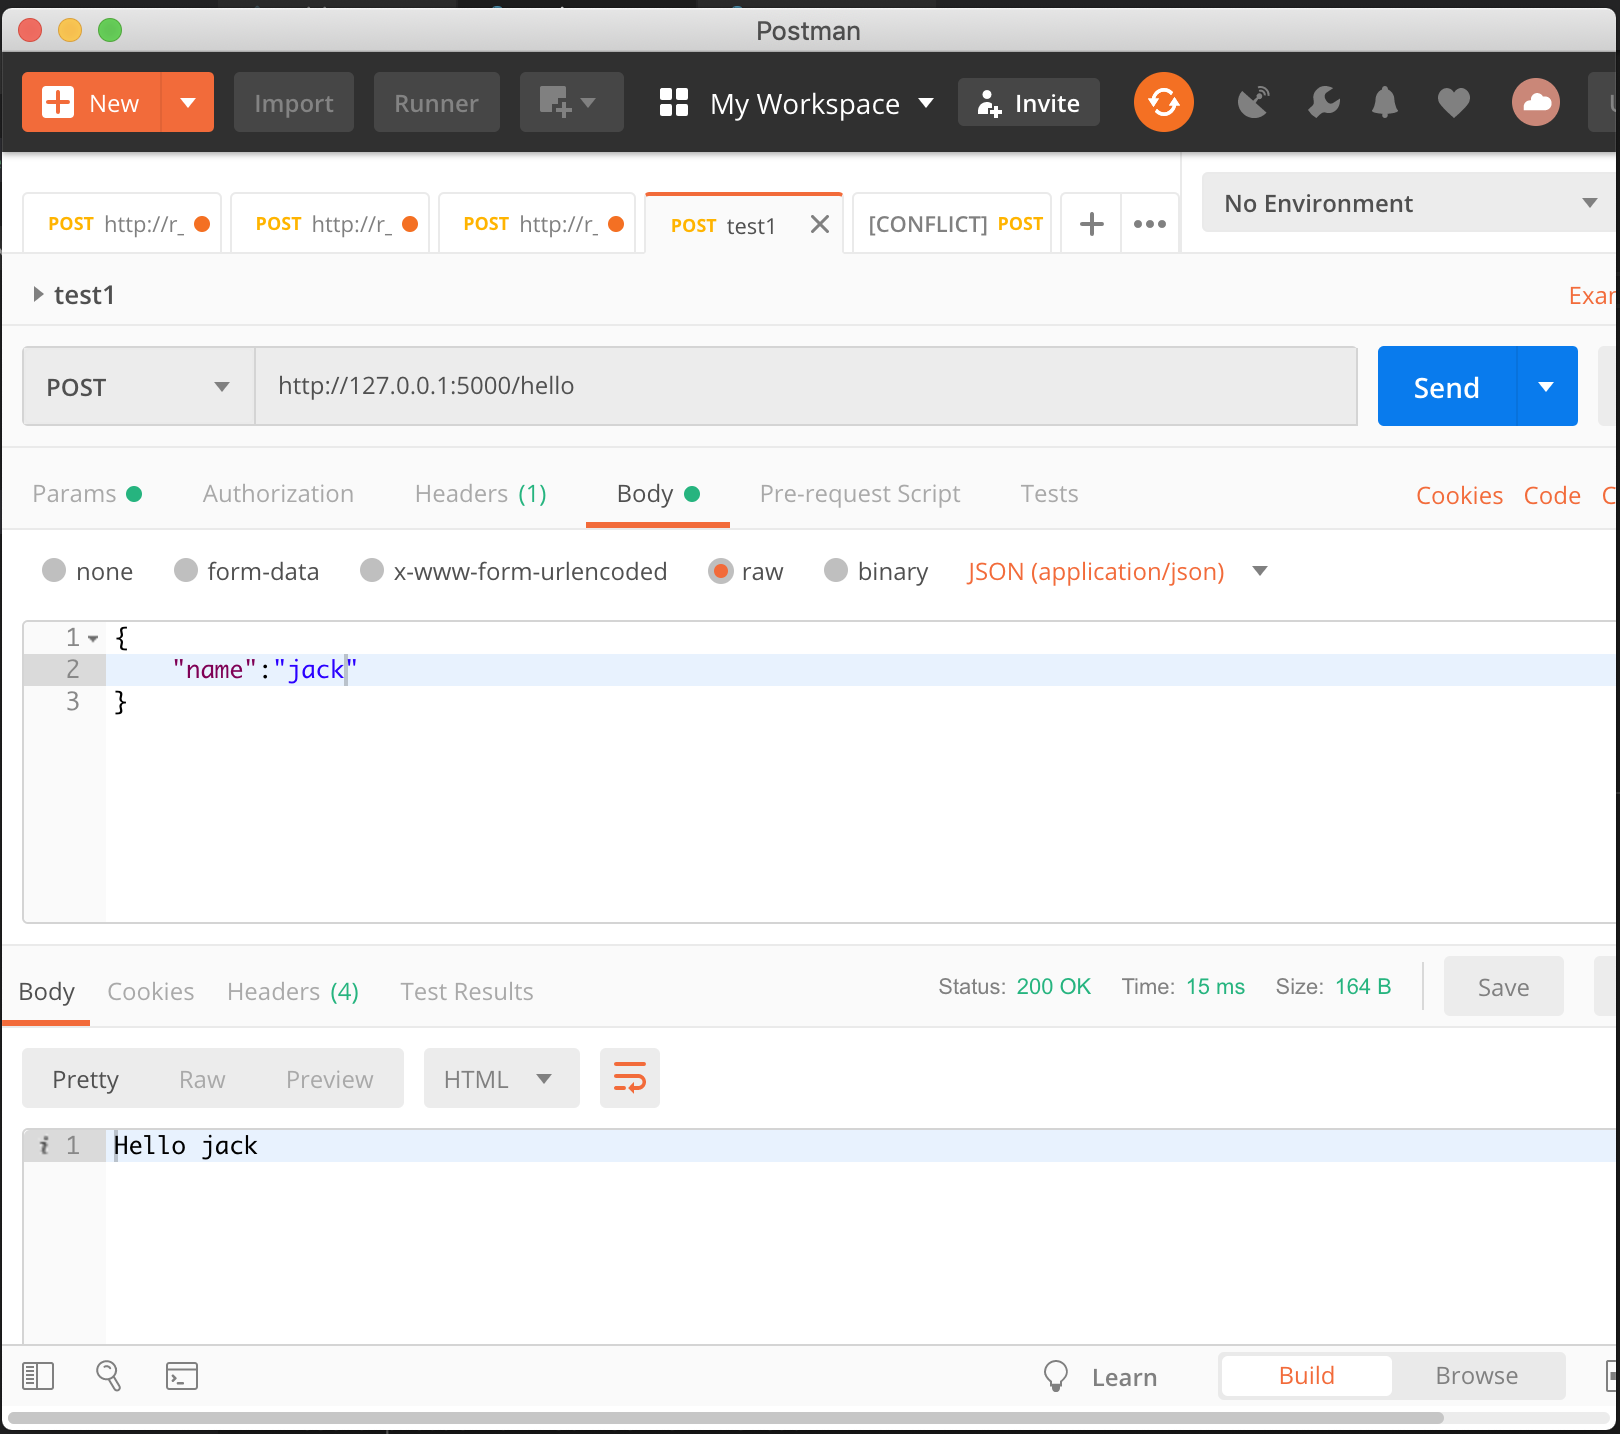 Postman
New Import Runner My Workspace Invite
POST http://r_ POST http://r_ POST http://r_ POST test1 [CONFLICT] POST No Environment
test1
POST http://127.0.0.1:5000/hello Send
Params Authorization Headers (1) Body Pre-request Script Tests Cookies Code
none form-data x-www-form-urlencoded raw binary JSON (application/json)
1 {
2 "name":"jack"
3 }
Body Cookies Headers (4) Test Results Status: 200 OK Time: 15 ms Size: 164 B Save
Pretty Raw Preview HTML
i 1 Hello jack
Learn Build Browse